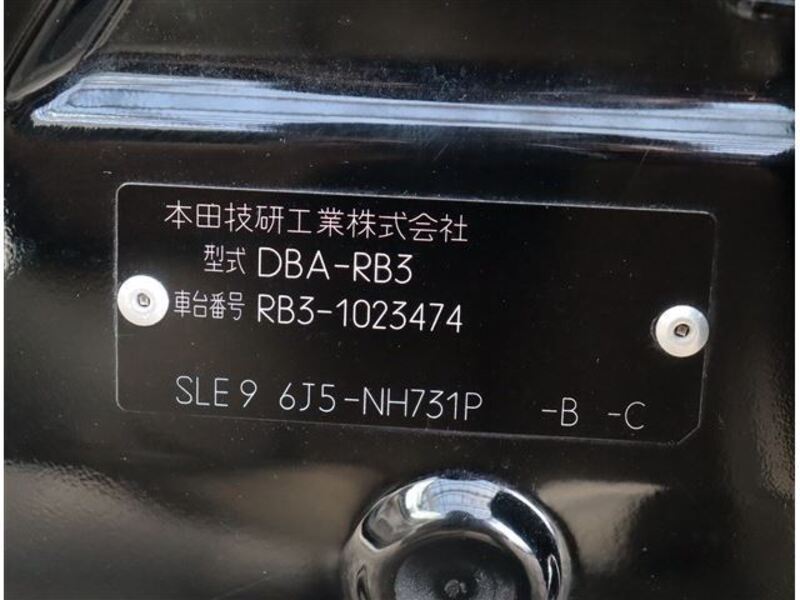 本田技研工業株式会社
型式 DBA-RB3
車台番号 RB3-1023474
SLE9 6J5-NH731P -B -C